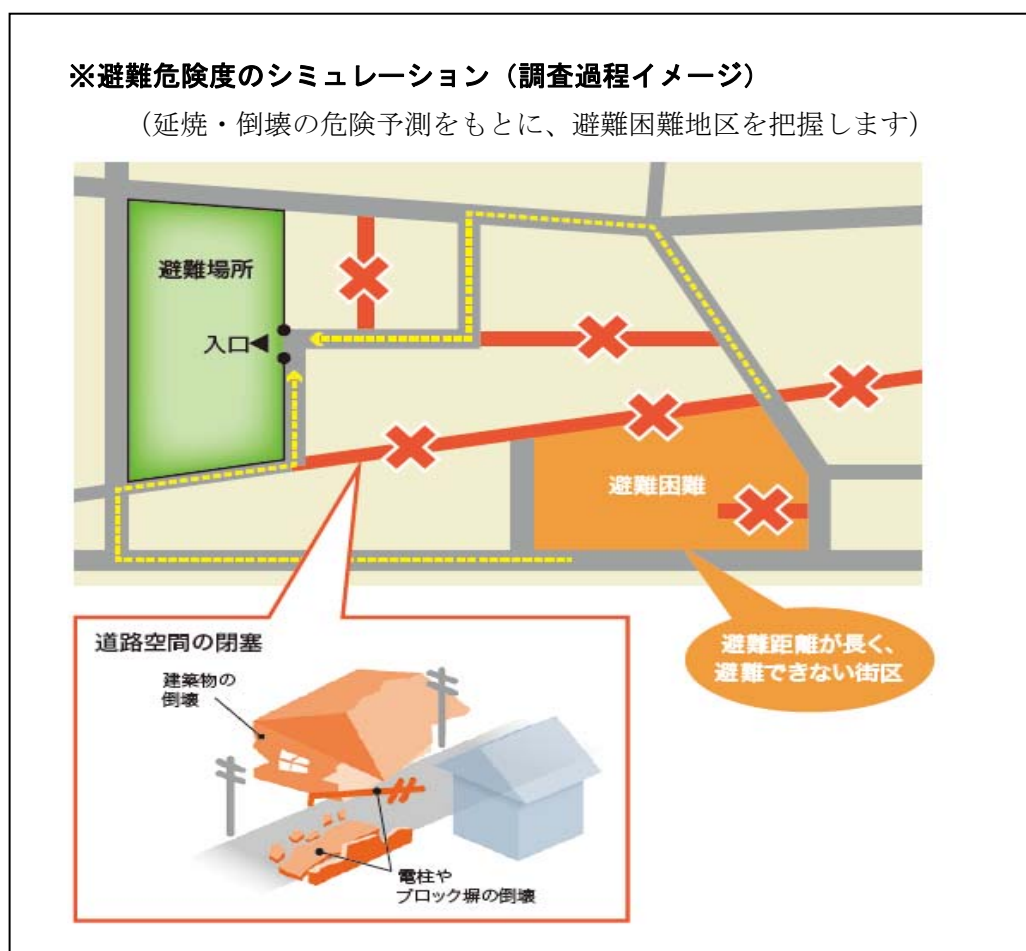 ※避難危険度のシミュレーション（調査過程イメージ）
（延焼・倒壊の危険予測をもとに、避難困難地区を把握します）
避難場所
入口◀
避難困難
避難距離が長く、
避難できない街区
道路空間の閉塞
建築物の
倒壊
電柱や
ブロック塀の倒壊